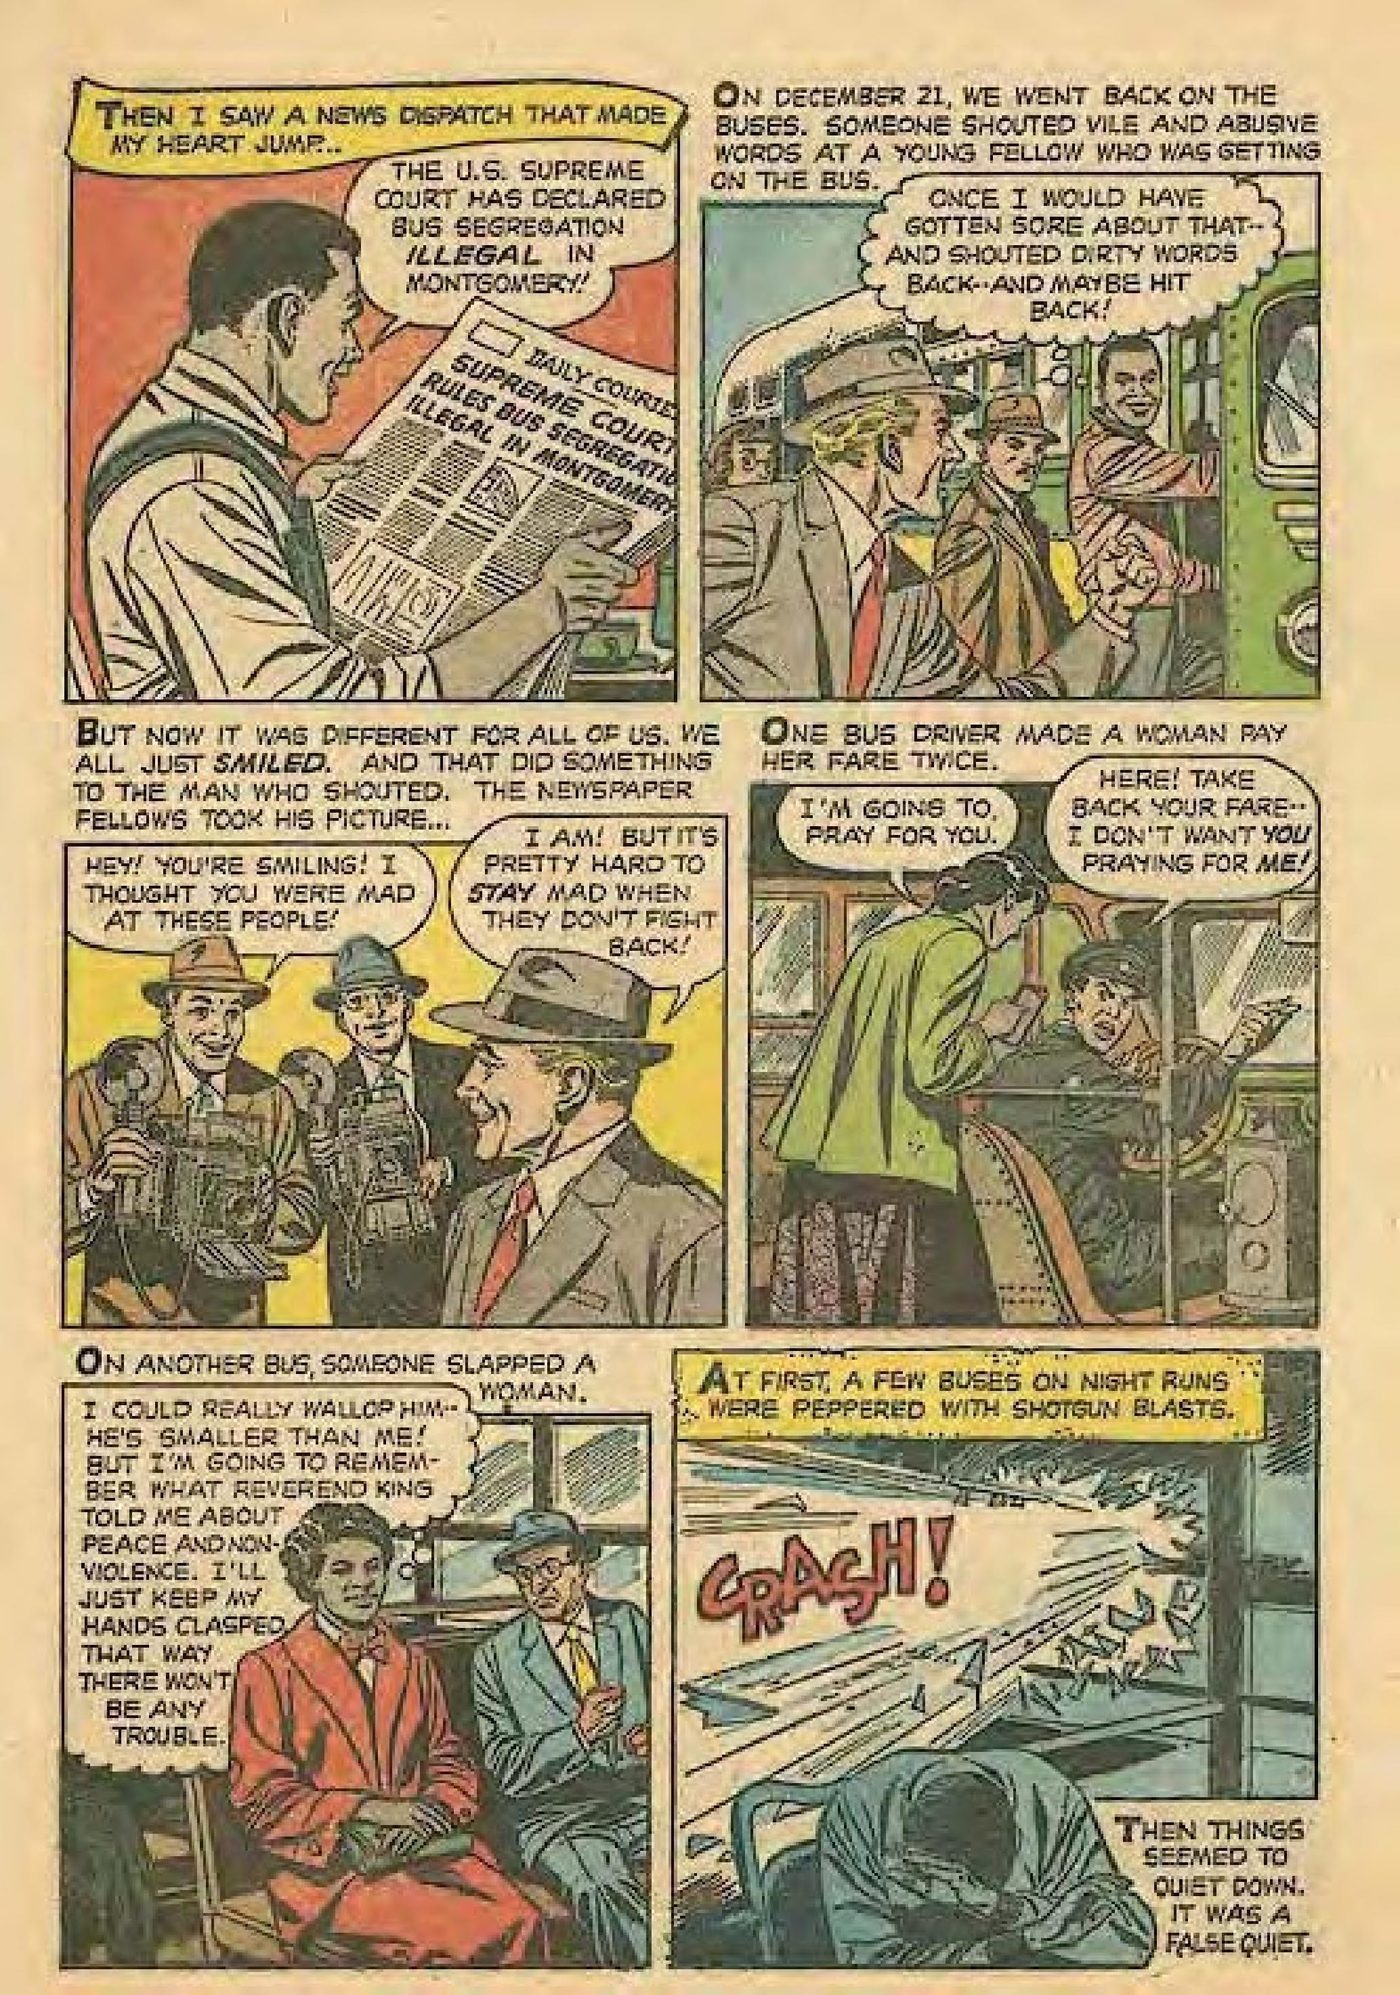 THEN I SAW A NEWS DISPATCH THAT MADE
MY HEART JUMP...
THE U.S. SUPREME
COURT HAS DECLARED
BUS SEGREGATION
ILLEGAL IN
MONTGOMERY!
DAILY COURIE
SUPREME COURT
RULES BUS SEGREGATIO
ILLEGAL IN MONTGOMERY
ON DECEMBER 21, WE WENT BACK ON THE
BUSES. SOMEONE SHOUTED VILE AND ABUSIVE
WORDS AT A YOUNG FELLOW WHO WAS GETTING
ON THE BUS.
ONCE I WOULD HAVE
GOTTEN SORE ABOUT THAT--
AND SHOUTED DIRTY WORDS
BACK--AND MAYBE HIT
BACK!
BUT NOW IT WAS DIFFERENT FOR ALL OF US. WE
ALL JUST SMILED. AND THAT DID SOMETHING
TO THE MAN WHO SHOUTED. THE NEWSPAPER
FELLOWS TOOK HIS PICTURE...
HEY! YOU'RE SMILING! I
THOUGHT YOU WERE MAD
AT THESE PEOPLE!
I AM! BUT IT'S
PRETTY HARD TO
STAY MAD WHEN
THEY DON'T FIGHT
BACK!
ONE BUS DRIVER MADE A WOMAN PAY
HER FARE TWICE.
I'M GOING TO
PRAY FOR YOU.
HERE! TAKE
BACK YOUR FARE--
I DON'T WANT YOU
PRAYING FOR ME!
ON ANOTHER BUS, SOMEONE SLAPPED A
WOMAN.
I COULD REALLY WALLOP HIM--
HE'S SMALLER THAN ME!
BUT I'M GOING TO REMEM-
BER WHAT REVEREND KING
TOLD ME ABOUT
PEACE AND NON-
VIOLENCE. I'LL
JUST KEEP MY
HANDS CLASPED
THAT WAY
THERE WON'T
BE ANY
TROUBLE.
AT FIRST, A FEW BUSES ON NIGHT RUNS
WERE PEPPERED WITH SHOTGUN BLASTS.
CRASH!
THEN THINGS
SEEMED TO
QUIET DOWN.
IT WAS A
FALSE QUIET.